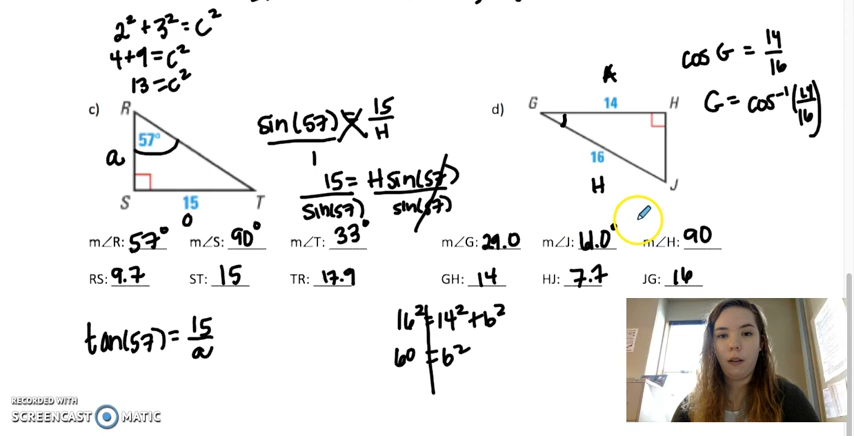 2² + 3² = c²
4 + 9 = c²
13 = c²
c)
R
57°
a
S
15
T
O
sin(57) = 15/H
1
15 = H sin(57)
sin(57) sin(57)
d)
A
G
14
H
16
H
J
cos G = 14/16
G = cos⁻¹(14/16)
m∠R: 57° m∠S: 90° m∠T: 33°
RS: 9.7 ST: 15 TR: 17.9
m∠G: 29.0 m∠J: 61.0° m∠H: 90
GH: 14 HJ: 7.7 JG: 16
tan(57) = 15/a
16² = 14² + b²
60 = b²
RECORDED WITH
SCREENCAST MATIC